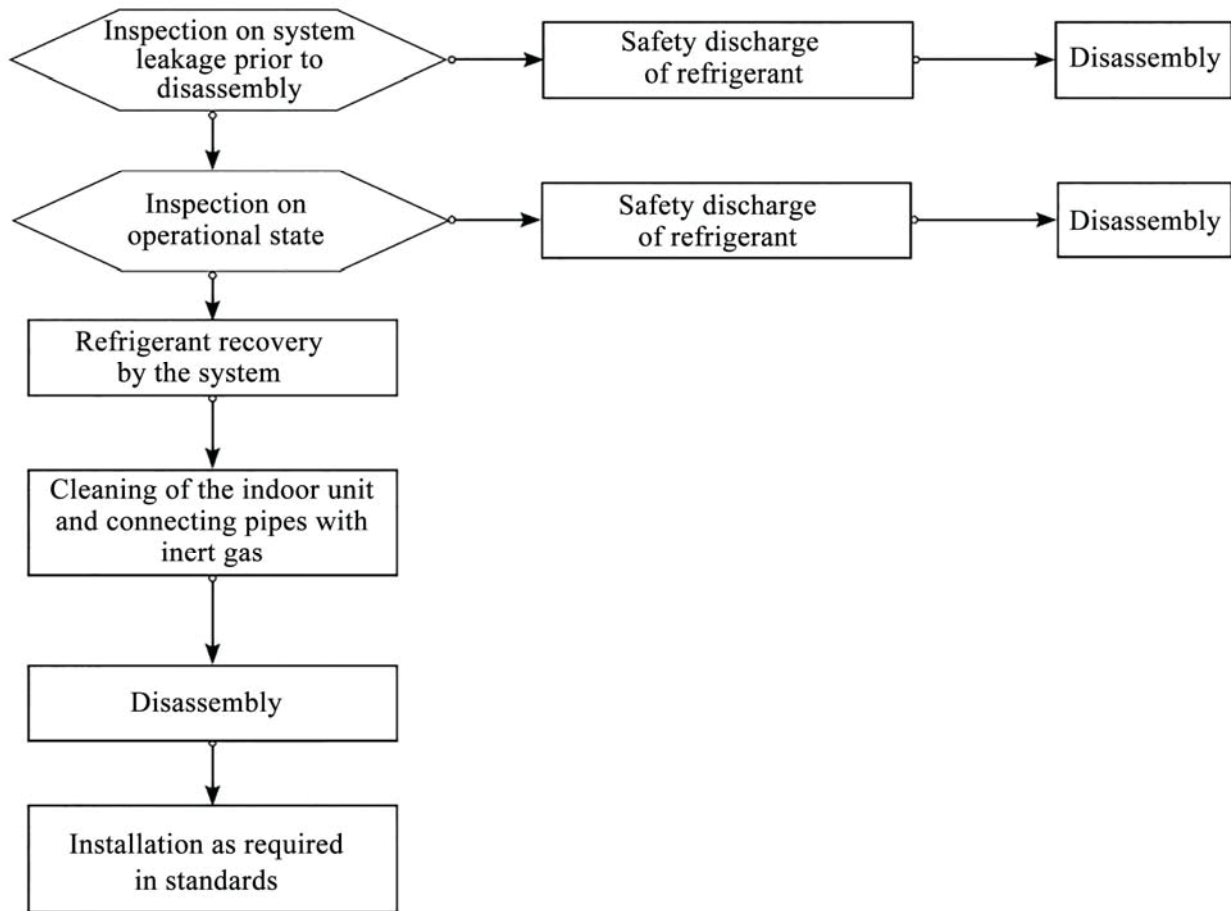 Inspection on system
leakage prior to
disassembly
Safety discharge
of refrigerant
Disassembly
Inspection on
operational state
Safety discharge
of refrigerant
Disassembly
Refrigerant recovery
by the system
Cleaning of the indoor unit
and connecting pipes with
inert gas
Disassembly
Installation as required
in standards